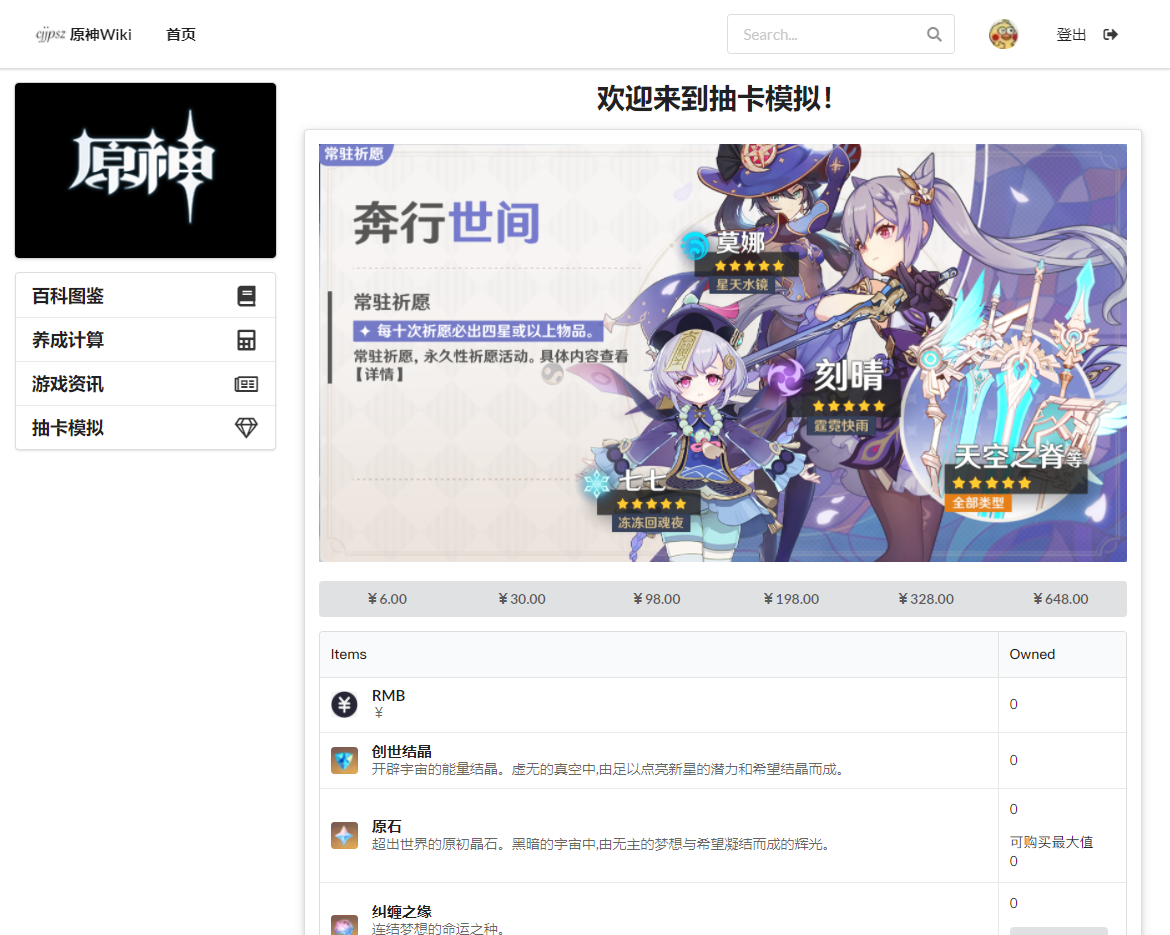 cjjpsz 原神Wiki 首页 Search... 登出
原神
百科图鉴
养成计算
游戏资讯
抽卡模拟
欢迎来到抽卡模拟！
常驻祈愿
奔行世间
常驻祈愿
每十次祈愿必出四星或以上物品。
常驻祈愿，永久性祈愿活动。具体内容查看
【详情】
莫娜
星天水镜
刻晴
霆霓快雨
七七
冻冻回魂夜
天空之脊等
全部类型
¥ 6.00 ¥ 30.00 ¥ 98.00 ¥ 198.00 ¥ 328.00 ¥ 648.00
Items Owned
RMB
¥
0
创世结晶
开辟宇宙的能量结晶。虚无的真空中,由足以点亮新星的潜力和希望结晶而成。
0
原石
超出世界的原初晶石。黑暗的宇宙中,由无主的梦想与希望凝结而成的辉光。
0
可购买最大值
0
纠缠之缘
连结梦想的命运之种。
0